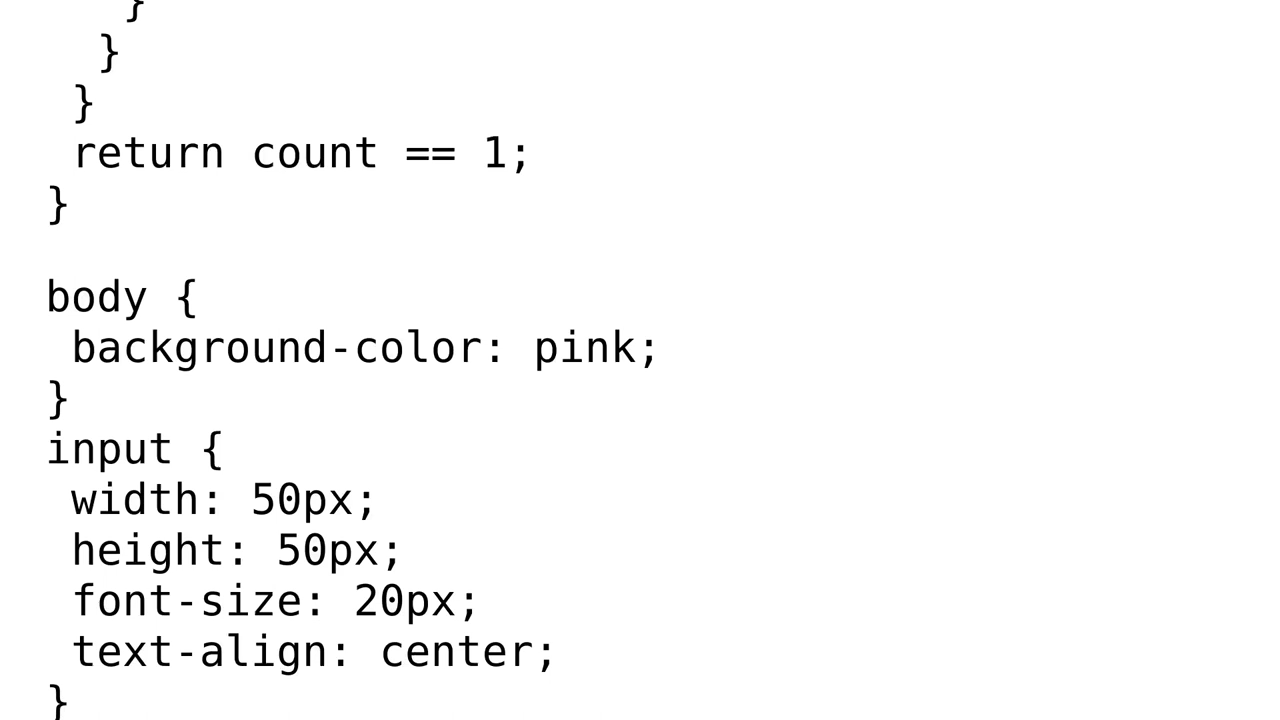 }
  }
 }
 return count == 1;
}

body {
 background-color: pink;
}
input {
 width: 50px;
 height: 50px;
 font-size: 20px;
 text-align: center;
}